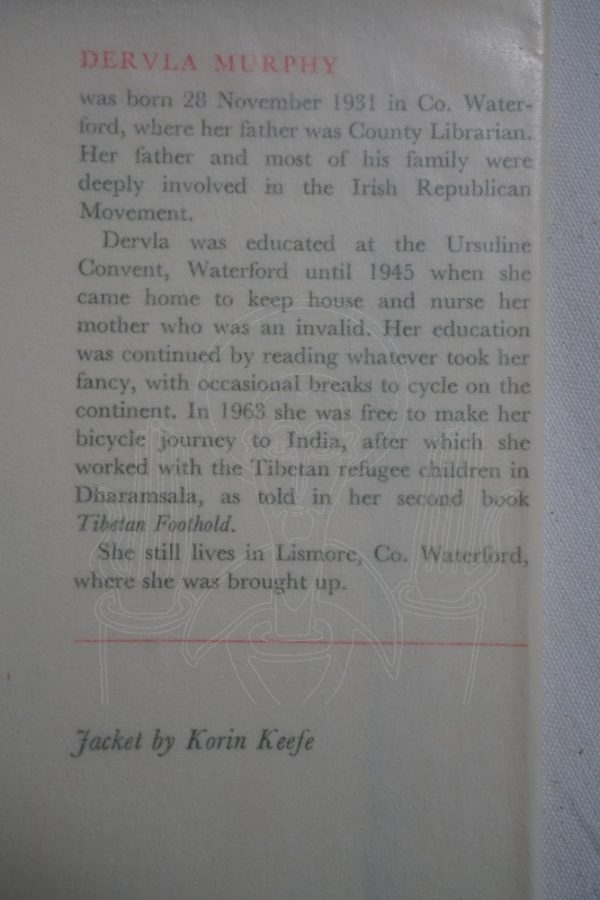 DERVLA MURPHY
was born 28 November 1931 in Co. Water-
ford, where her father was County Librarian.
Her father and most of his family were
deeply involved in the Irish Republican
Movement.
Dervla was educated at the Ursuline
Convent, Waterford until 1945 when she
came home to keep house and nurse her
mother who was an invalid. Her education
was continued by reading whatever took her
fancy, with occasional breaks to cycle on the
continent. In 1963 she was free to make her
bicycle journey to India, after which she
worked with the Tibetan refugee children in
Dharamsala, as told in her second book
Tibetan Foothold.
She still lives in Lismore, Co. Waterford,
where she was brought up.
Jacket by Korin Keefe